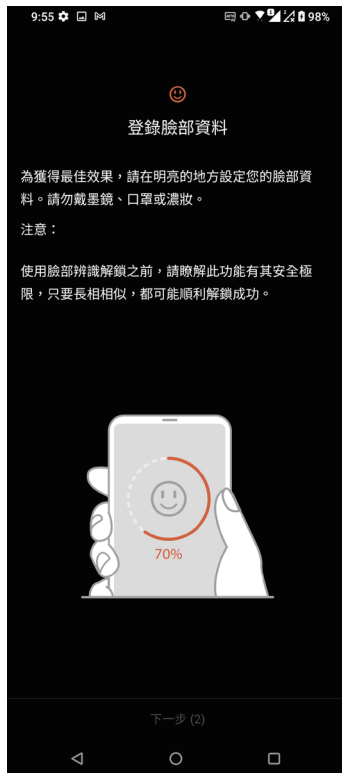 9:55 98%
登錄臉部資料
為獲得最佳效果，請在明亮的地方設定您的臉部資
料。請勿戴墨鏡、口罩或濃妝。
注意：
使用臉部辨識解鎖之前，請瞭解此功能有其安全極
限，只要長相相似，都可能順利解鎖成功。
70%
下一步 (2)